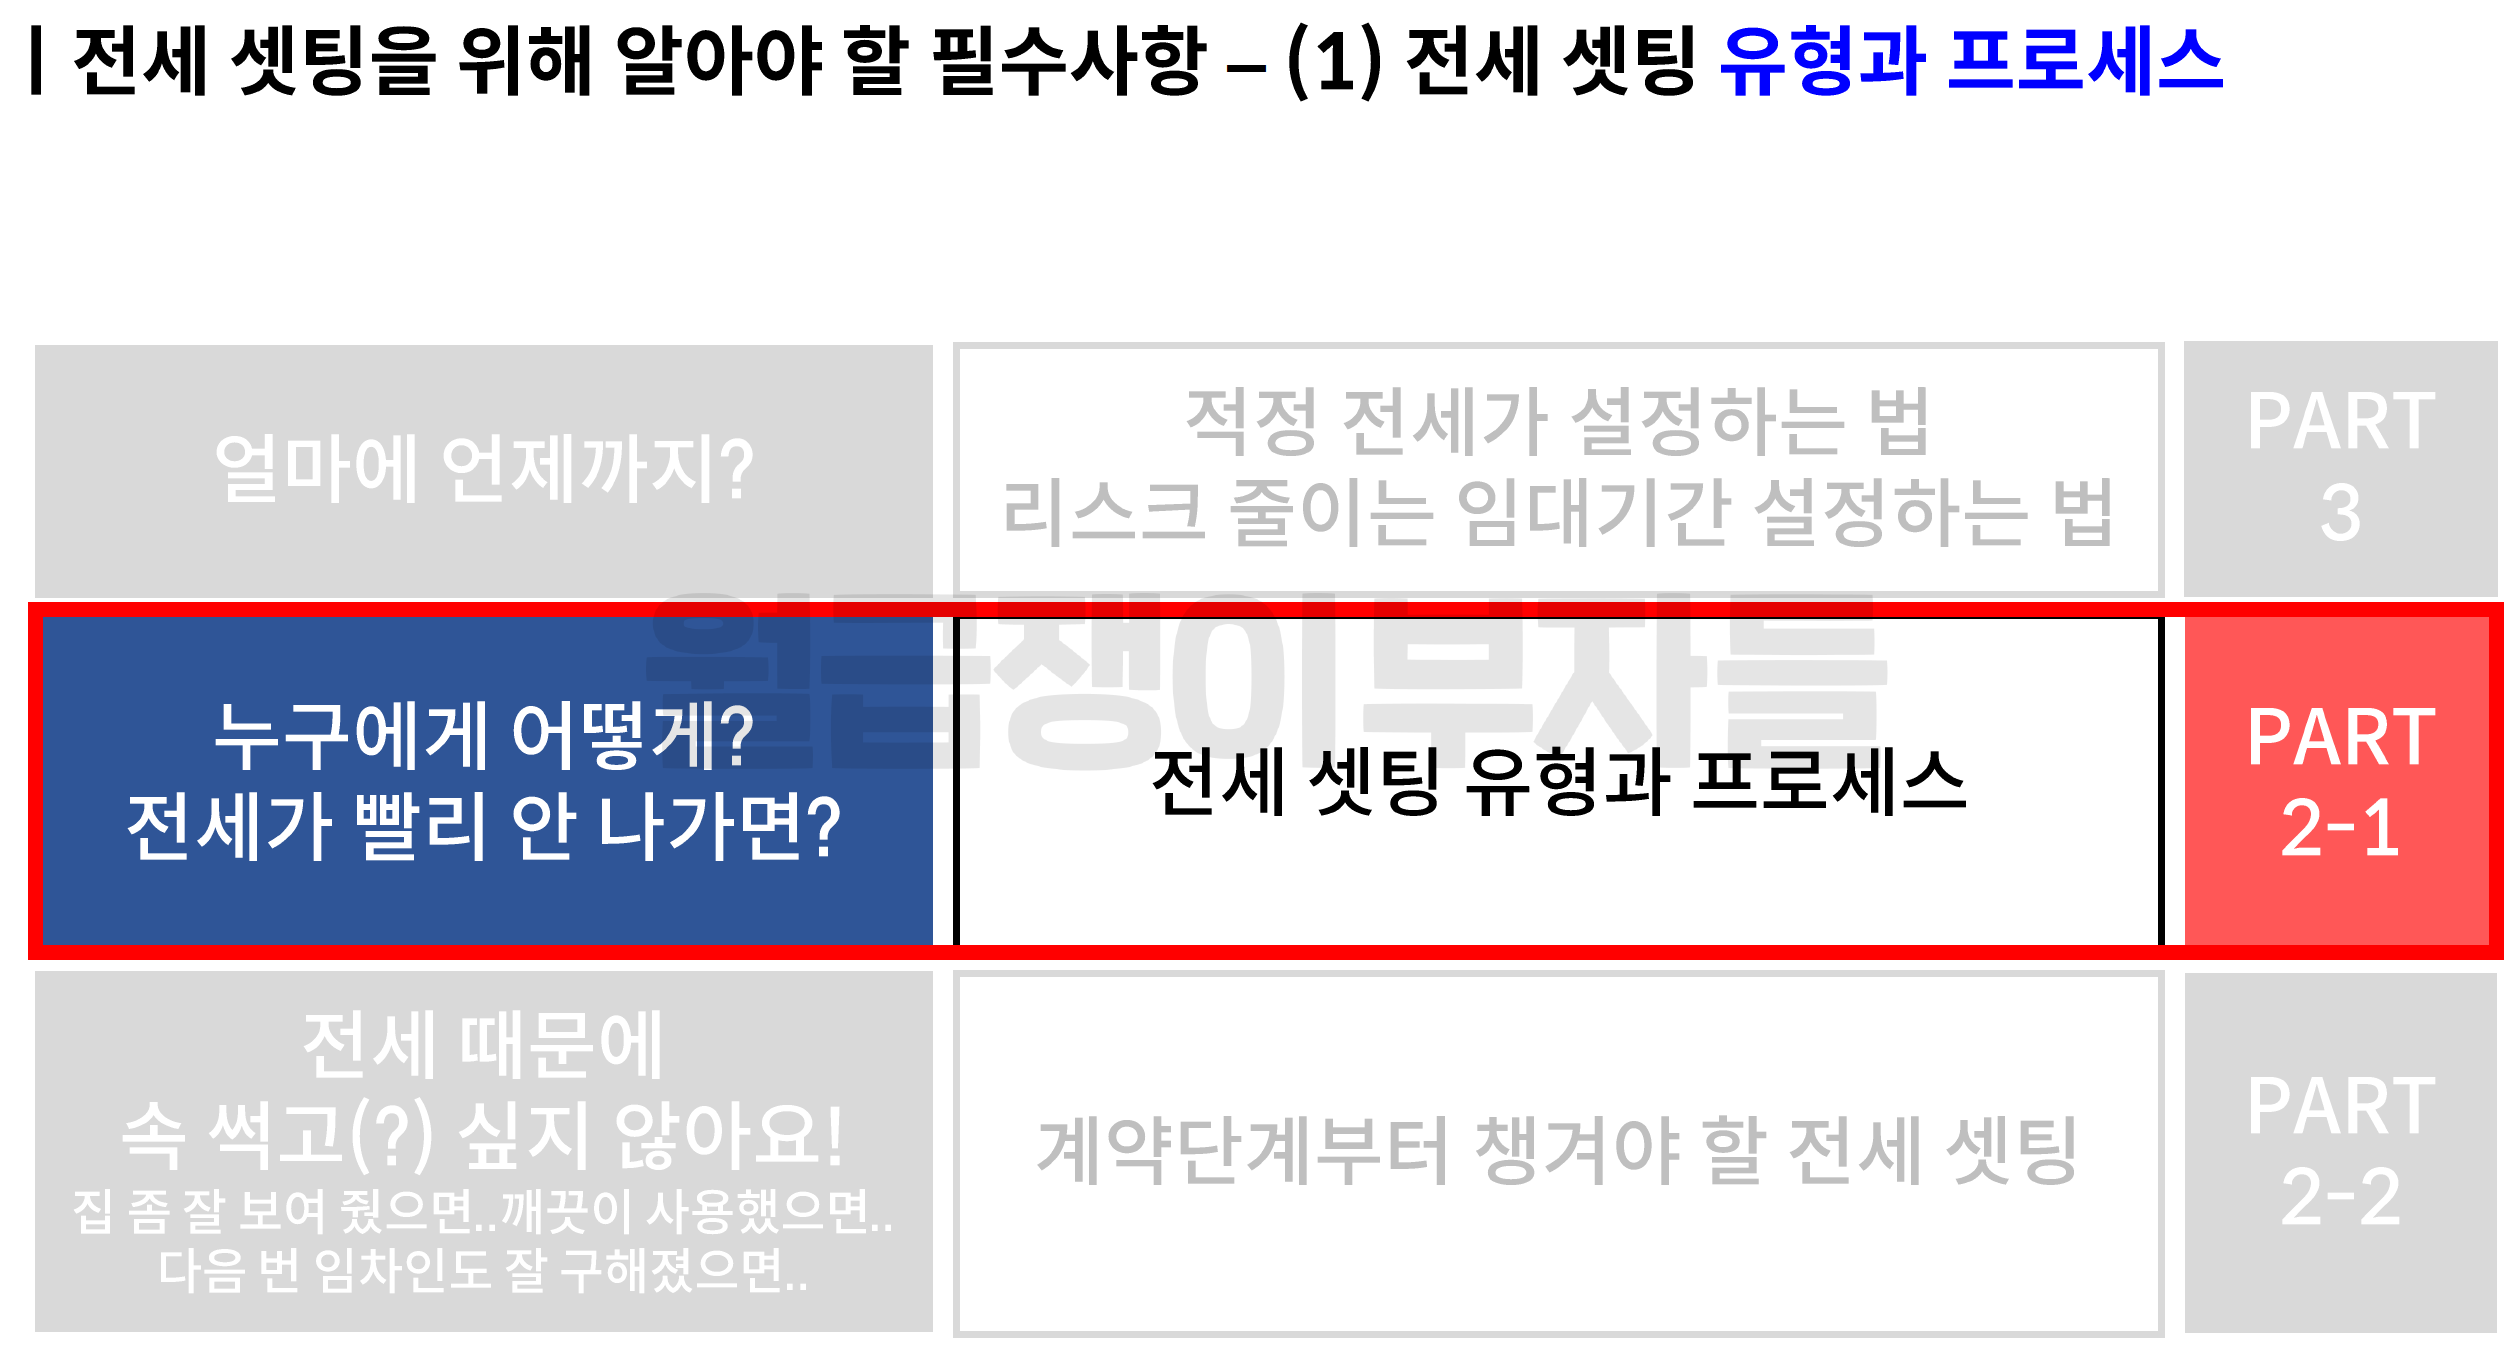 | 전세 셋팅을 위해 알아야 할 필수사항 – (1) 전세 셋팅 유형과 프로세스
얼마에 언제까지?
적정 전세가 설정하는 법
리스크 줄이는 임대기간 설정하는 법
PART
3
월급쟁이부자들
누구에게 어떻게?
전세가 빨리 안 나가면?
전세 셋팅 유형과 프로세스
PART
2-1
전세 때문에
속 썩고(?) 싶지 않아요!
집 좀 잘 보여 줬으면.. 깨끗이 사용했으면..
다음 번 임차인도 잘 구해졌으면..
계약단계부터 챙겨야 할 전세 셋팅
PART
2-2